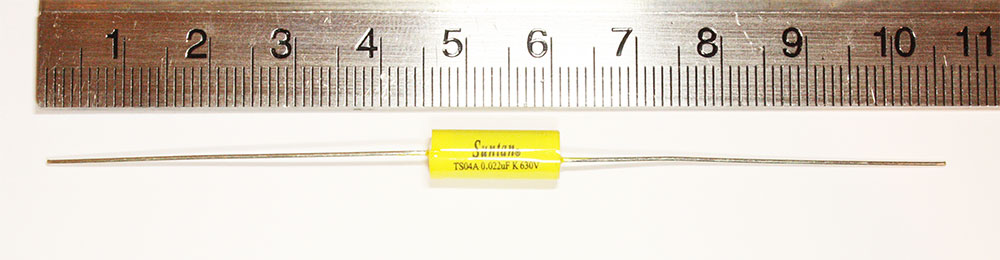 1 2 3 4 5 6 7 8 9 10 11
Suntan®
TS04A 0.022uF K 630V